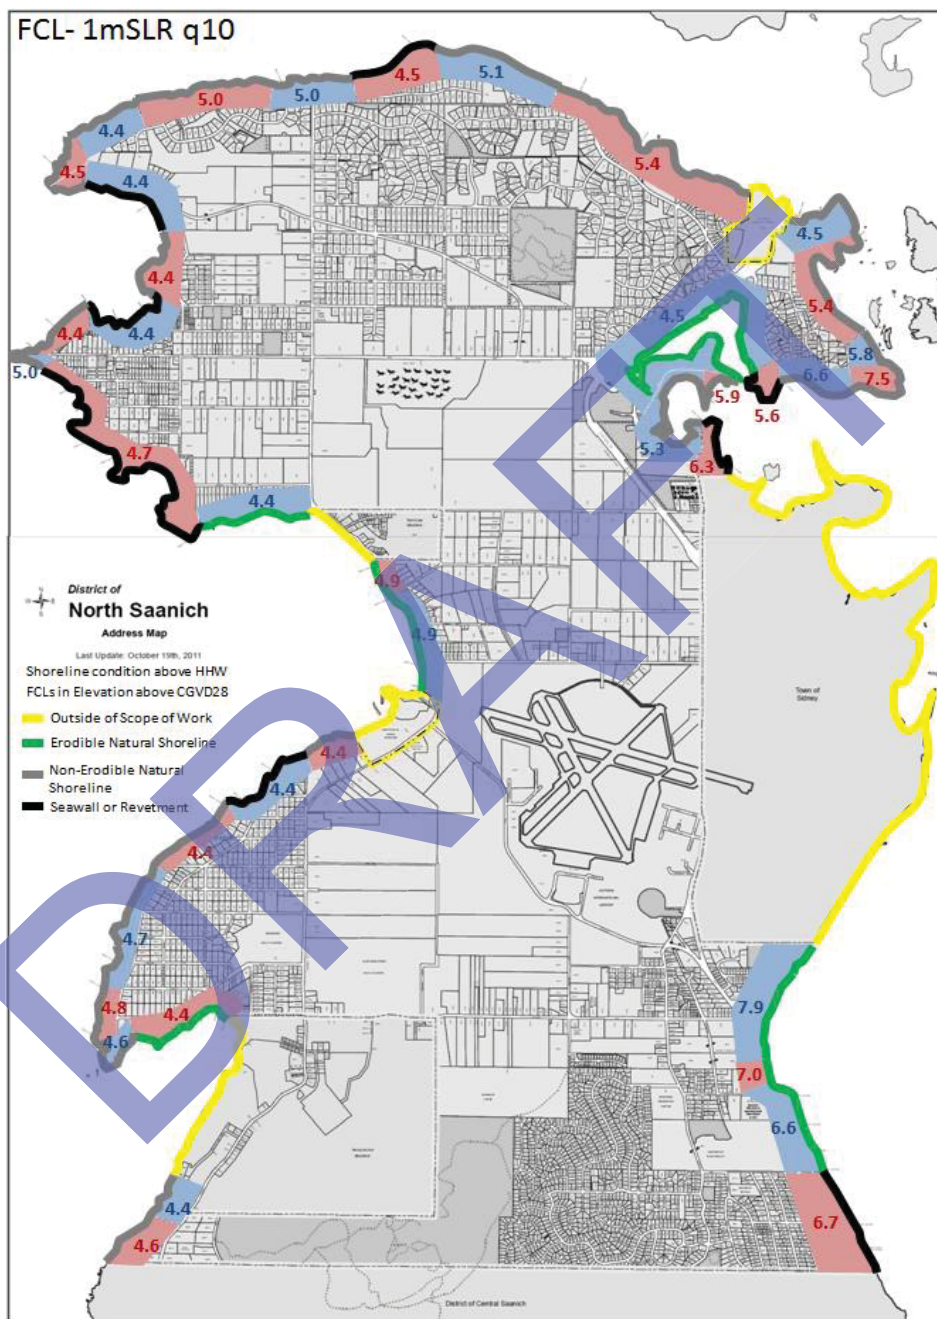 FCL- 1mSLR q10
4.5
5.1
5.0
5.0
4.4
5.4
4.5
4.4
4.5
4.4
5.4
4.5
4.4
4.4
5.8
5.0
6.6
7.5
5.9
5.6
4.7
5.3
6.3
4.4
4.9
4.9
District of
North Saanich
Address Map
Last Update: October 19th, 2011
Shoreline condition above HHW
FCLs in Elevation above CGVD28
Outside of Scope of Work
Erodible Natural Shoreline
Non-Erodible Natural
Shoreline
Seawall or Revetment
Town of
Sidney
4.4
4.4
4.4
4.7
4.8
4.4
4.6
7.9
7.0
6.6
4.4
4.6
6.7
District of Central Saanich
DRAFT